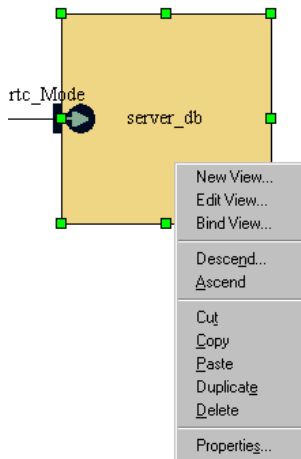 rtc_Mode
server_db
New View...
Edit View...
Bind View...
Descend...
Ascend
Cut
Copy
Paste
Duplicate
Delete
Properties...